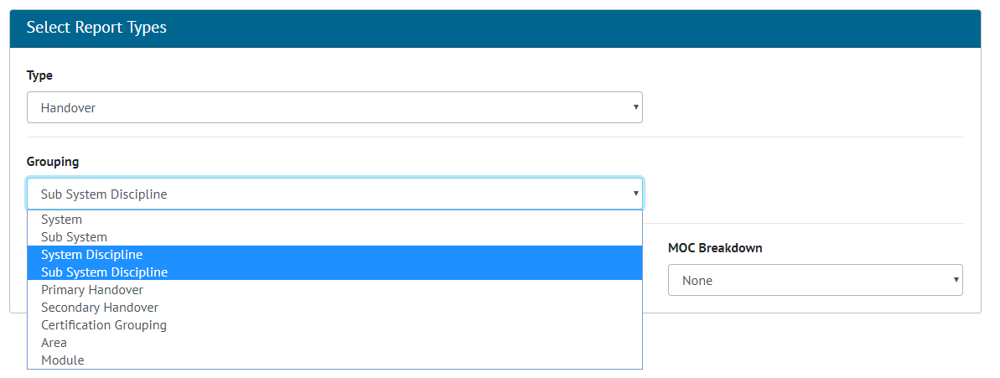 Select Report Types
Type
Handover
Grouping
Sub System Discipline
System
Sub System
System Discipline
Sub System Discipline
Primary Handover
Secondary Handover
Certification Grouping
Area
Module
MOC Breakdown
None